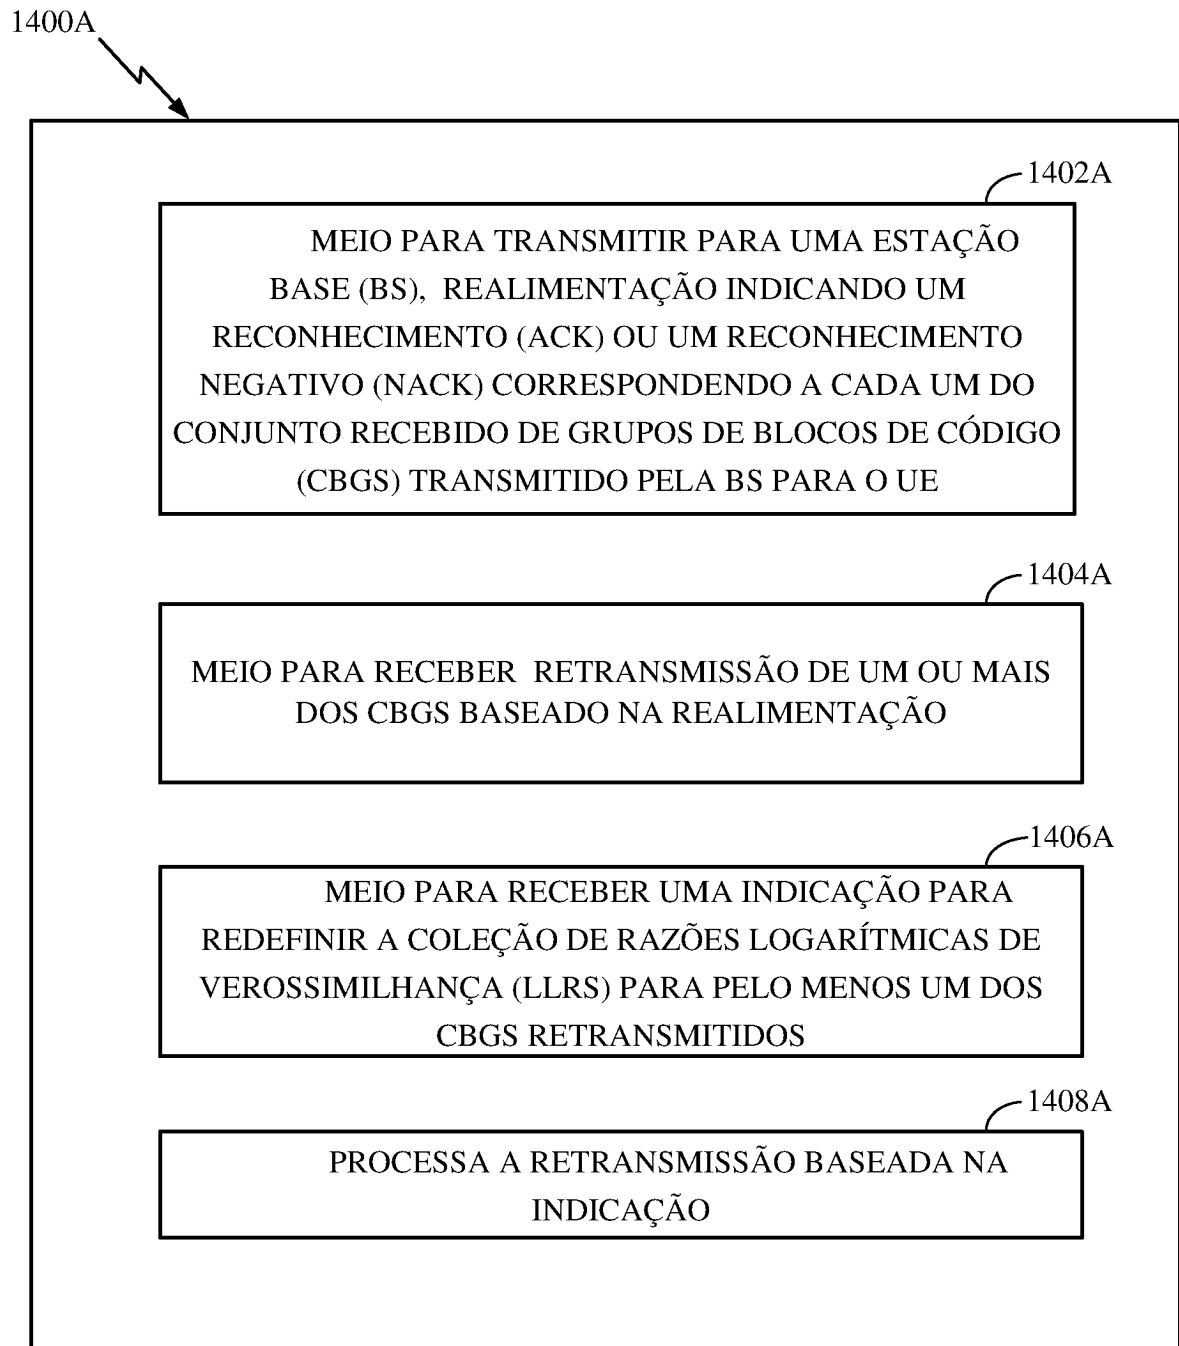 1400A
1402A
MEIO PARA TRANSMITIR PARA UMA ESTAÇÃO
BASE (BS), REALIMENTAÇÃO INDICANDO UM
RECONHECIMENTO (ACK) OU UM RECONHECIMENTO
NEGATIVO (NACK) CORRESPONDENDO A CADA UM DO
CONJUNTO RECEBIDO DE GRUPOS DE BLOCOS DE CÓDIGO
(CBGS) TRANSMITIDO PELA BS PARA O UE
1404A
MEIO PARA RECEBER RETRANSMISSÃO DE UM OU MAIS
DOS CBGS BASEADO NA REALIMENTAÇÃO
1406A
MEIO PARA RECEBER UMA INDICAÇÃO PARA
REDEFINIR A COLEÇÃO DE RAZÕES LOGARÍTMICAS DE
VEROSSIMILHANÇA (LLRS) PARA PELO MENOS UM DOS
CBGS RETRANSMITIDOS
1408A
PROCESSA A RETRANSMISSÃO BASEADA NA
INDICAÇÃO